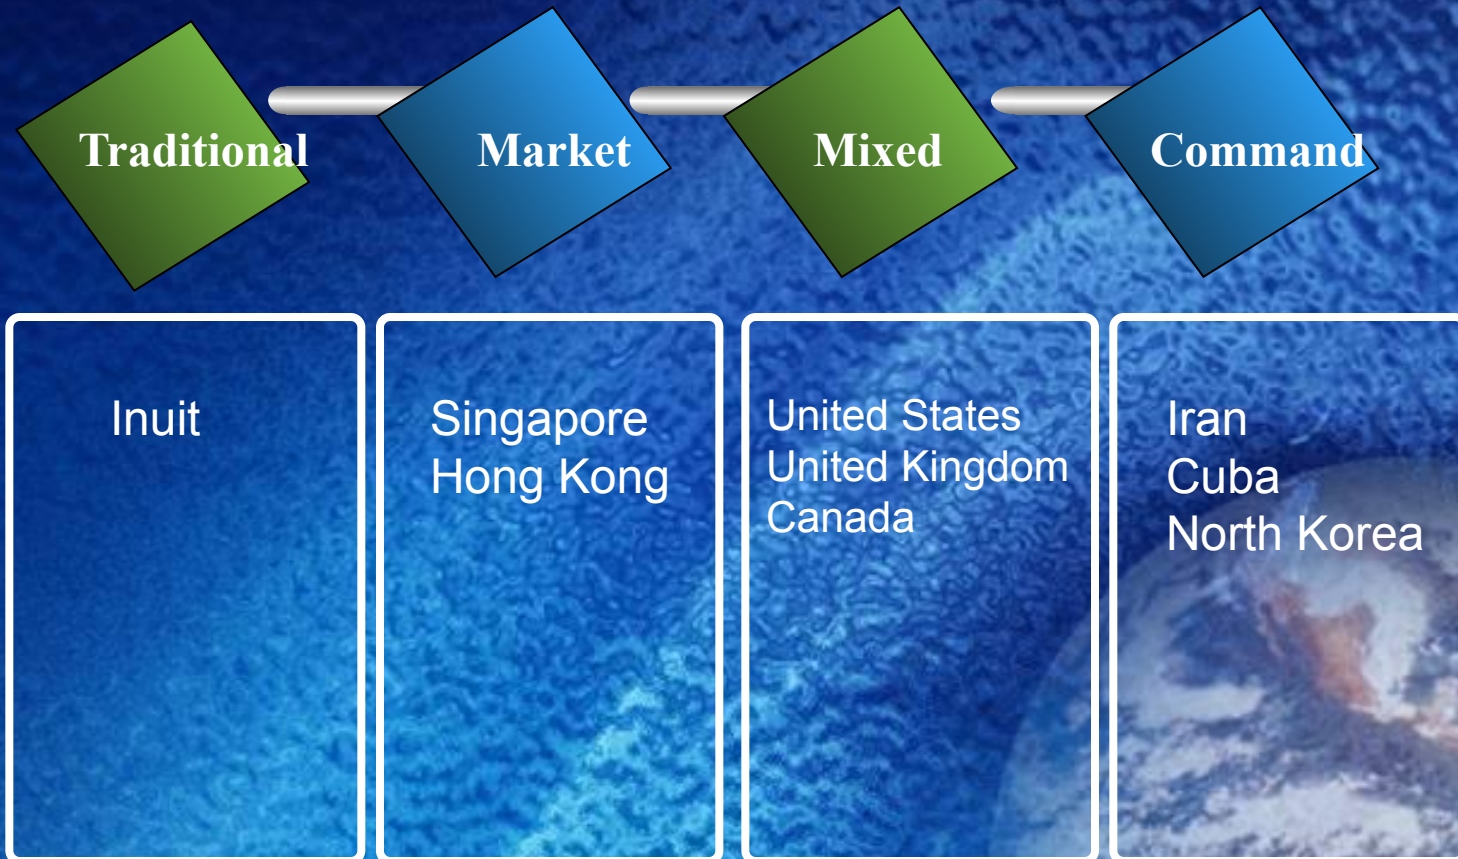 Traditional
Market
Mixed
Command
Inuit
Singapore
Hong Kong
United States
United Kingdom
Canada
Iran
Cuba
North Korea